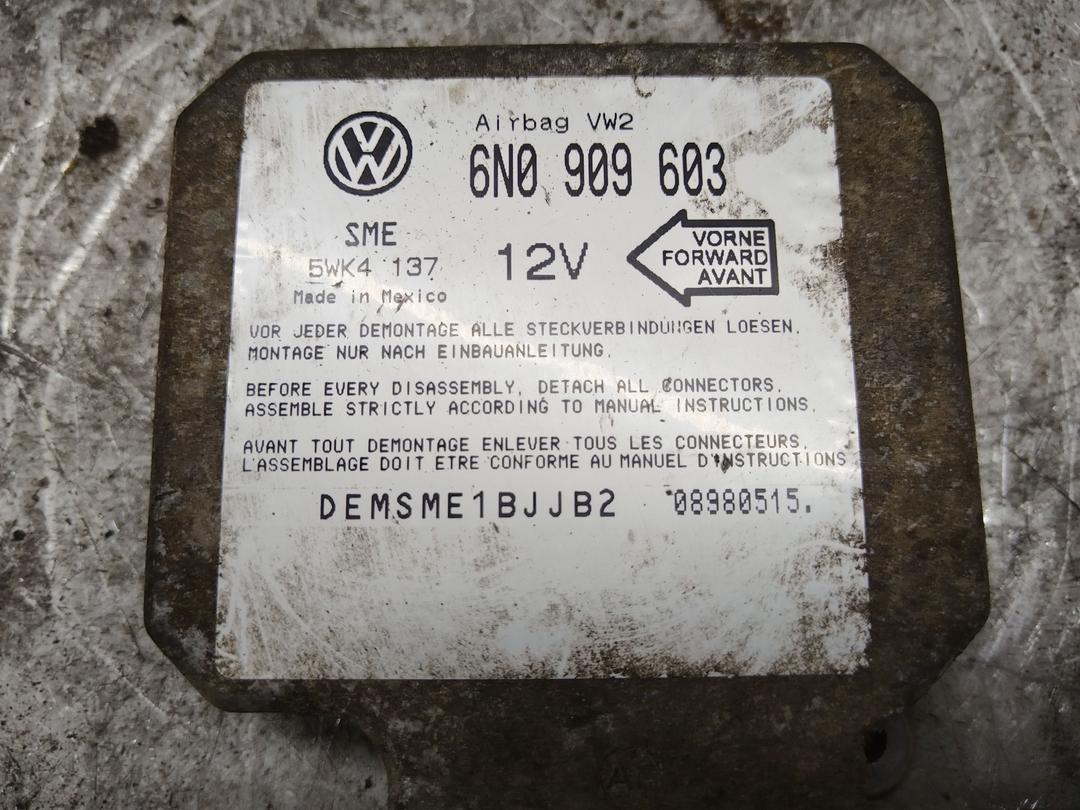 Airbag VW2
6N0 909 603
SME
5WK4 137
Made in Mexico
12V
VORNE
FORWARD
AVANT
VOR JEDER DEMONTAGE ALLE STECKVERBINDUNGEN LOESEN.
MONTAGE NUR NACH EINBAUANLEITUNG.
BEFORE EVERY DISASSEMBLY, DETACH ALL CONNECTORS.
ASSEMBLE STRICTLY ACCORDING TO MANUAL INSTRUCTIONS.
AVANT TOUT DEMONTAGE ENLEVER TOUS LES CONNECTEURS.
L'ASSEMBLAGE DOIT ETRE CONFORME AU MANUEL D'INSTRUCTIONS
DEMSME1BJJB2 08980515.